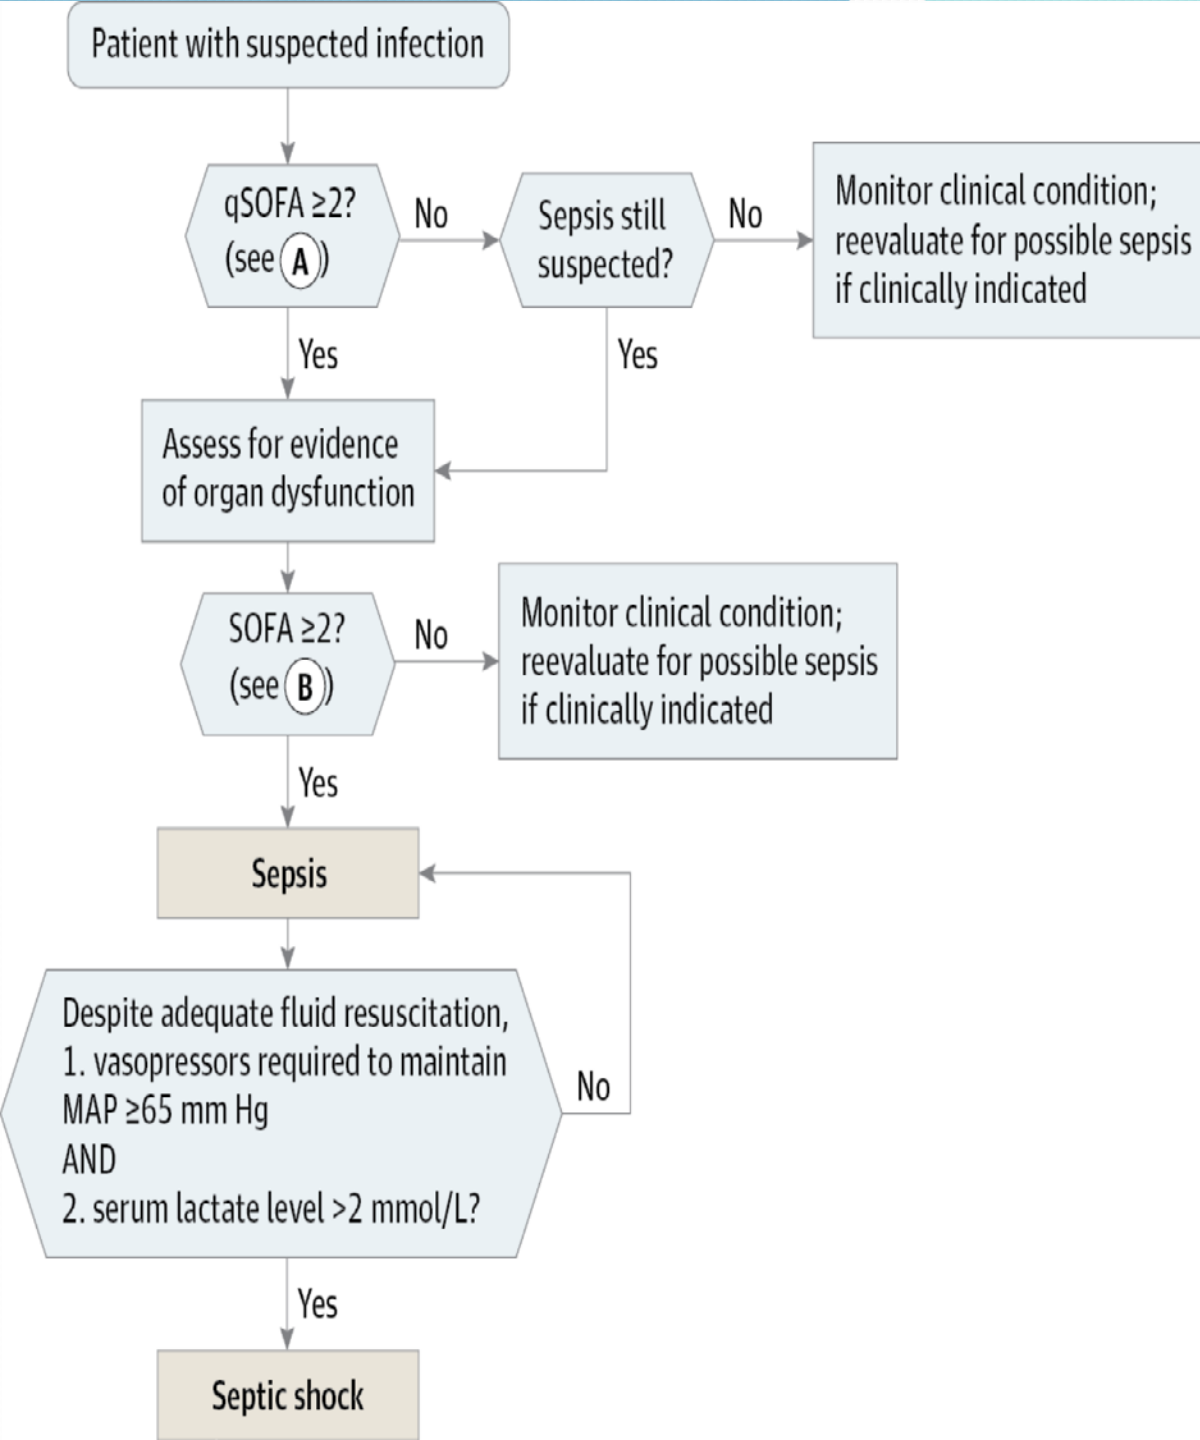 Patient with suspected infection
qSOFA ≥2?
(see A)
No
Sepsis still
suspected?
No
Monitor clinical condition;
reevaluate for possible sepsis
if clinically indicated
Yes
Yes
Assess for evidence
of organ dysfunction
SOFA ≥2?
(see B)
No
Monitor clinical condition;
reevaluate for possible sepsis
if clinically indicated
Yes
Sepsis
Despite adequate fluid resuscitation,
1. vasopressors required to maintain
MAP ≥65 mm Hg
AND
2. serum lactate level >2 mmol/L?
No
Yes
Septic shock